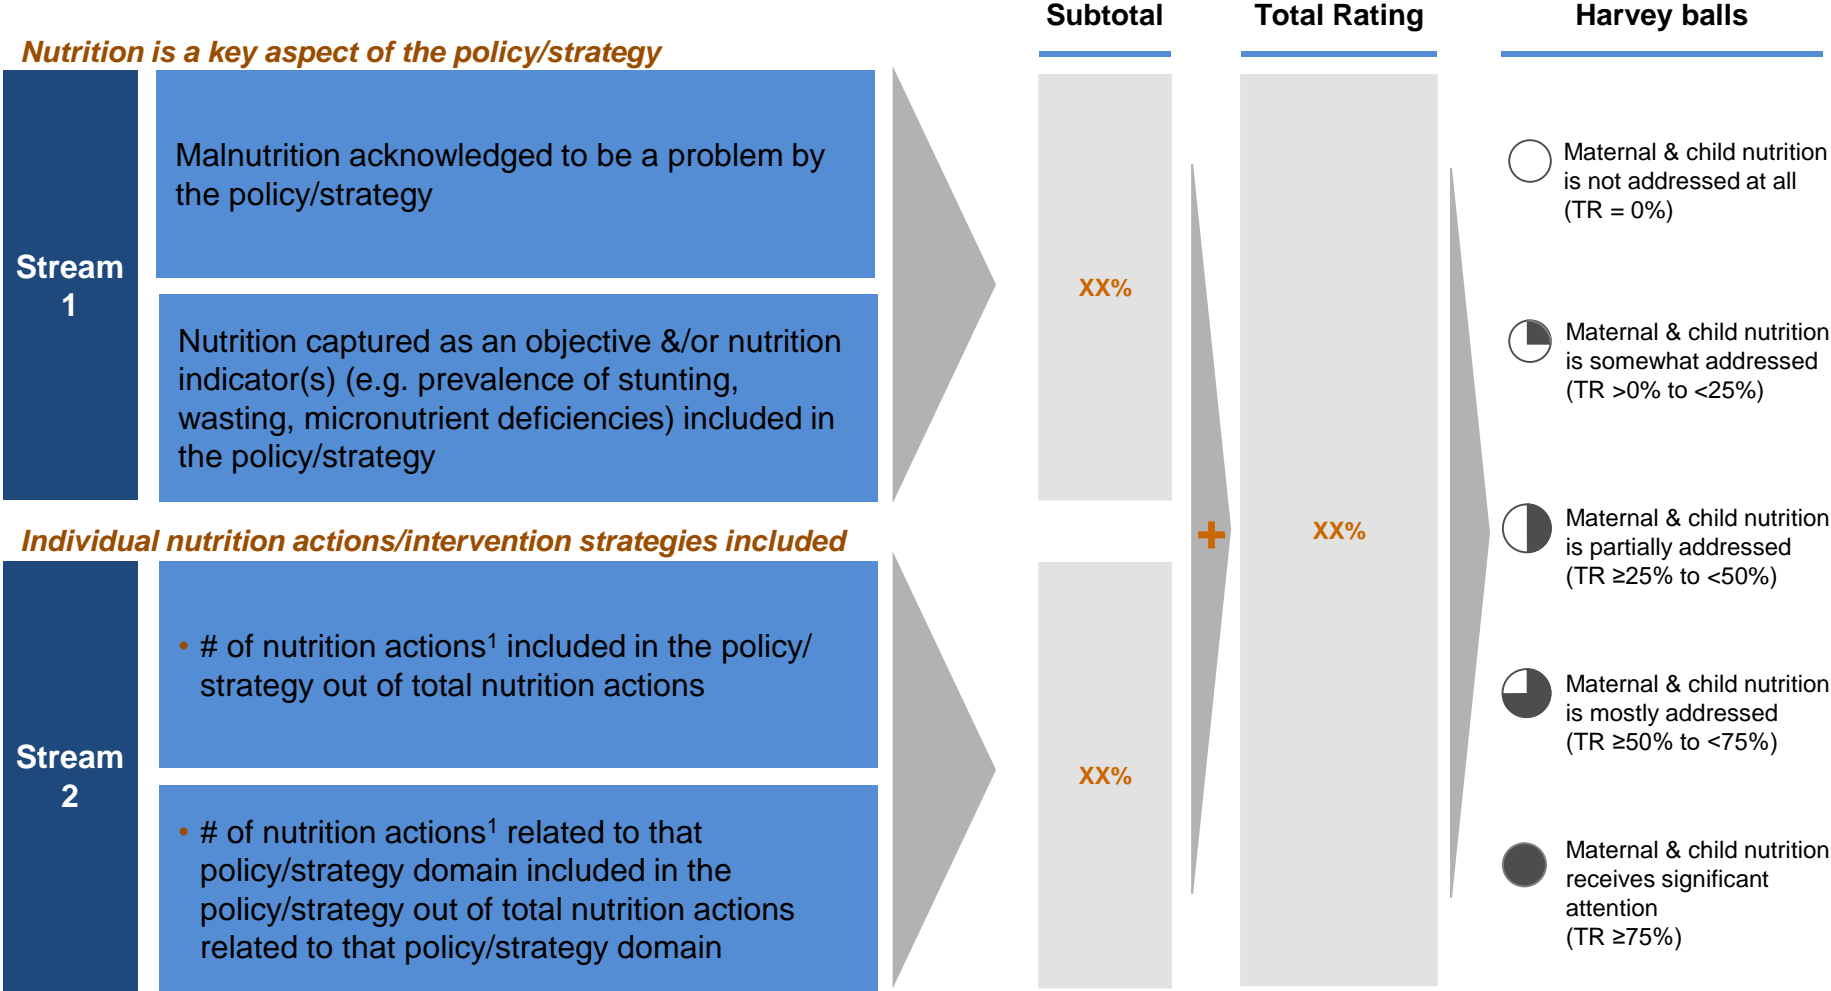 Subtotal
Total Rating
Harvey balls
Nutrition is a key aspect of the policy/strategy
Stream
1
Malnutrition acknowledged to be a problem by
the policy/strategy
Nutrition captured as an objective &/or nutrition
indicator(s) (e.g. prevalence of stunting,
wasting, micronutrient deficiencies) included in
the policy/strategy
XX%
Individual nutrition actions/intervention strategies included
Stream
2
• # of nutrition actions¹ included in the policy/
strategy out of total nutrition actions
• # of nutrition actions¹ related to that
policy/strategy domain included in the
policy/strategy out of total nutrition actions
related to that policy/strategy domain
XX%
+
XX%
Maternal & child nutrition
is not addressed at all
(TR = 0%)
Maternal & child nutrition
is somewhat addressed
(TR >0% to <25%)
Maternal & child nutrition
is partially addressed
(TR ≥25% to <50%)
Maternal & child nutrition
is mostly addressed
(TR ≥50% to <75%)
Maternal & child nutrition
receives significant
attention
(TR ≥75%)